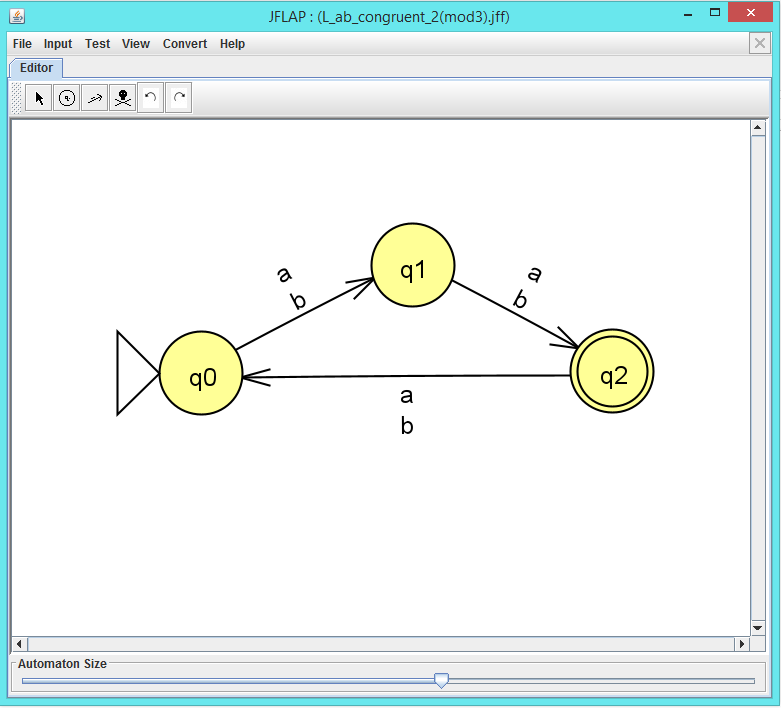 JFLAP : (L_ab_congruent_2(mod3).jff)
File Input Test View Convert Help
Editor
q1
a
b
a
b
q0
q2
a
b
Automaton Size